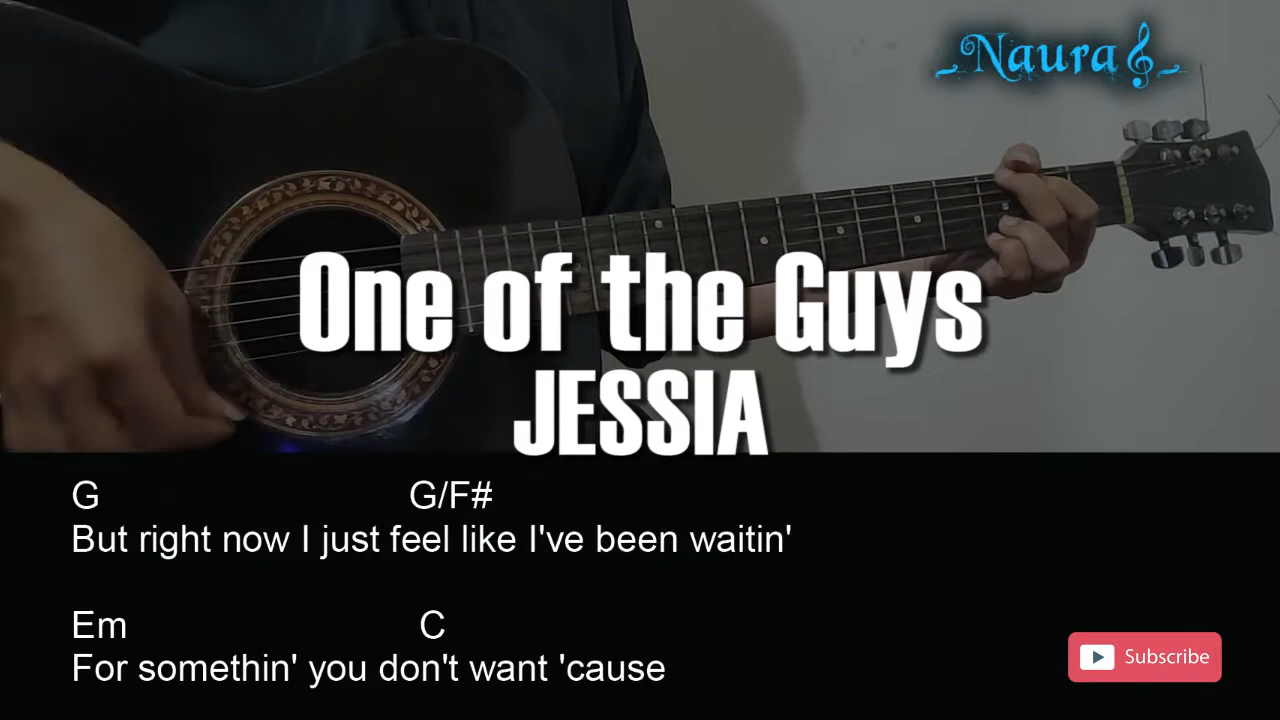 Naura
One of the Guys
JESSIA
G G/F#
But right now I just feel like I've been waitin'
Em C
For somethin' you don't want 'cause
Subscribe